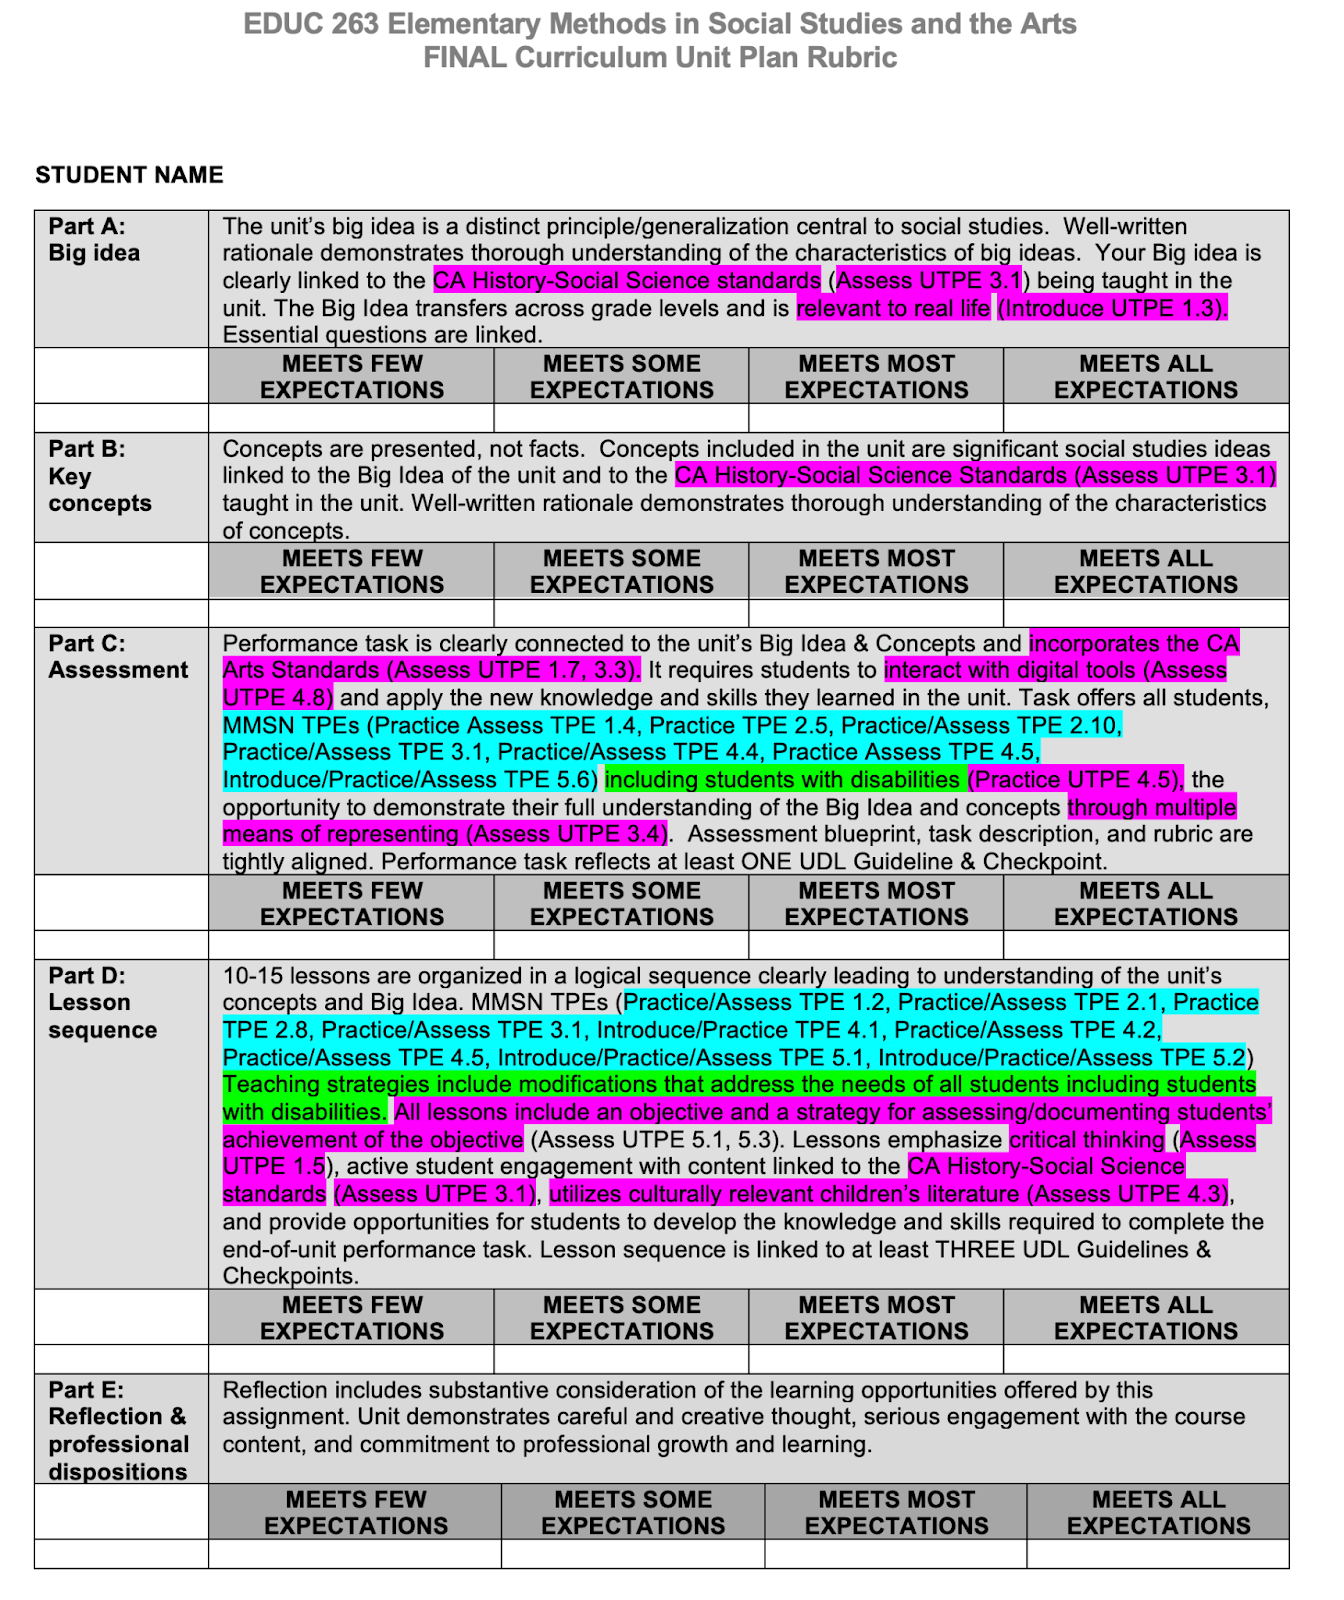 EDUC 263 Elementary Methods in Social Studies and the Arts
FINAL Curriculum Unit Plan Rubric
STUDENT NAME
Part A:
Big idea
The unit's big idea is a distinct principle/generalization central to social studies.  Well-written
rationale demonstrates thorough understanding of the characteristics of big ideas.  Your Big idea is
clearly linked to the CA History-Social Science standards (Assess UTPE 3.1) being taught in the
unit. The Big Idea transfers across grade levels and is relevant to real life (Introduce UTPE 1.3).
Essential questions are linked.
MEETS FEW
EXPECTATIONS
MEETS SOME
EXPECTATIONS
MEETS MOST
EXPECTATIONS
MEETS ALL
EXPECTATIONS
Part B:
Key
concepts
Concepts are presented, not facts.  Concepts included in the unit are significant social studies ideas
linked to the Big Idea of the unit and to the CA History-Social Science Standards (Assess UTPE 3.1)
taught in the unit. Well-written rationale demonstrates thorough understanding of the characteristics
of concepts.
MEETS FEW
EXPECTATIONS
MEETS SOME
EXPECTATIONS
MEETS MOST
EXPECTATIONS
MEETS ALL
EXPECTATIONS
Part C:
Assessment
Performance task is clearly connected to the unit's Big Idea & Concepts and incorporates the CA
Arts Standards (Assess UTPE 1.7, 3.3). It requires students to interact with digital tools (Assess
UTPE 4.8) and apply the new knowledge and skills they learned in the unit. Task offers all students,
MMSN TPEs (Practice Assess TPE 1.4, Practice TPE 2.5, Practice/Assess TPE 2.10,
Practice/Assess TPE 3.1, Practice/Assess TPE 4.4, Practice Assess TPE 4.5,
Introduce/Practice/Assess TPE 5.6) including students with disabilities (Practice UTPE 4.5), the
opportunity to demonstrate their full understanding of the Big Idea and concepts through multiple
means of representing (Assess UTPE 3.4).  Assessment blueprint, task description, and rubric are
tightly aligned. Performance task reflects at least ONE UDL Guideline & Checkpoint.
MEETS FEW
EXPECTATIONS
MEETS SOME
EXPECTATIONS
MEETS MOST
EXPECTATIONS
MEETS ALL
EXPECTATIONS
Part D:
Lesson
sequence
10-15 lessons are organized in a logical sequence clearly leading to understanding of the unit's
concepts and Big Idea. MMSN TPEs (Practice/Assess TPE 1.2, Practice/Assess TPE 2.1, Practice
TPE 2.8, Practice/Assess TPE 3.1, Introduce/Practice TPE 4.1, Practice/Assess TPE 4.2,
Practice/Assess TPE 4.5, Introduce/Practice/Assess TPE 5.1, Introduce/Practice/Assess TPE 5.2)
Teaching strategies include modifications that address the needs of all students including students
with disabilities. All lessons include an objective and a strategy for assessing/documenting students'
achievement of the objective (Assess UTPE 5.1, 5.3). Lessons emphasize critical thinking (Assess
UTPE 1.5), active student engagement with content linked to the CA History-Social Science
standards (Assess UTPE 3.1), utilizes culturally relevant children's literature (Assess UTPE 4.3),
and provide opportunities for students to develop the knowledge and skills required to complete the
end-of-unit performance task. Lesson sequence is linked to at least THREE UDL Guidelines &
Checkpoints.
MEETS FEW
EXPECTATIONS
MEETS SOME
EXPECTATIONS
MEETS MOST
EXPECTATIONS
MEETS ALL
EXPECTATIONS
Part E:
Reflection &
professional
dispositions
Reflection includes substantive consideration of the learning opportunities offered by this
assignment. Unit demonstrates careful and creative thought, serious engagement with the course
content, and commitment to professional growth and learning.
MEETS FEW
EXPECTATIONS
MEETS SOME
EXPECTATIONS
MEETS MOST
EXPECTATIONS
MEETS ALL
EXPECTATIONS